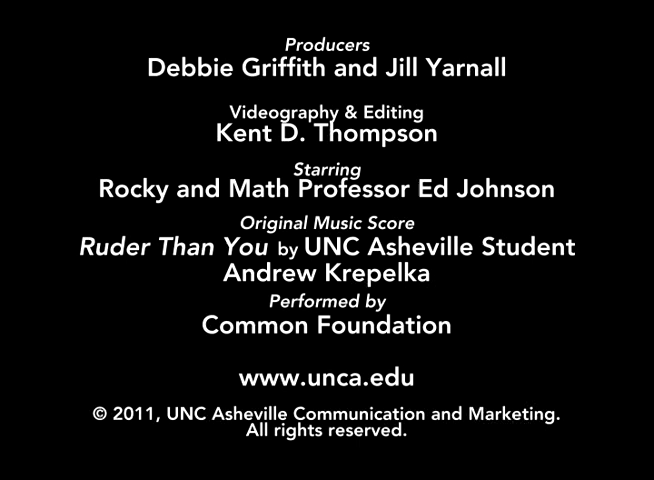 Producers
Debbie Griffith and Jill Yarnall
Videography & Editing
Kent D. Thompson
Starring
Rocky and Math Professor Ed Johnson
Original Music Score
Ruder Than You by UNC Asheville Student
Andrew Krepelka
Performed by
Common Foundation
www.unca.edu
© 2011, UNC Asheville Communication and Marketing.
All rights reserved.